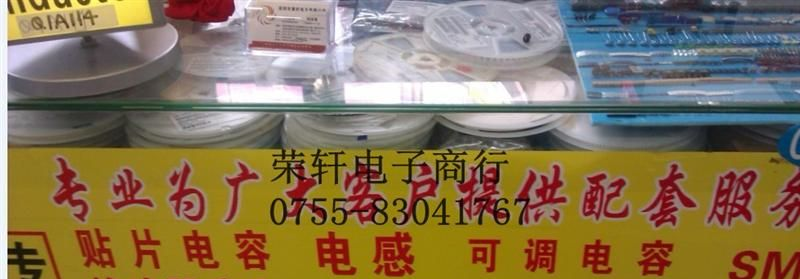 Q1A114
荣轩电子商行
0755-83041767
专业为广大客户提供配套服务
贴片电容 电感 可调电容 SM